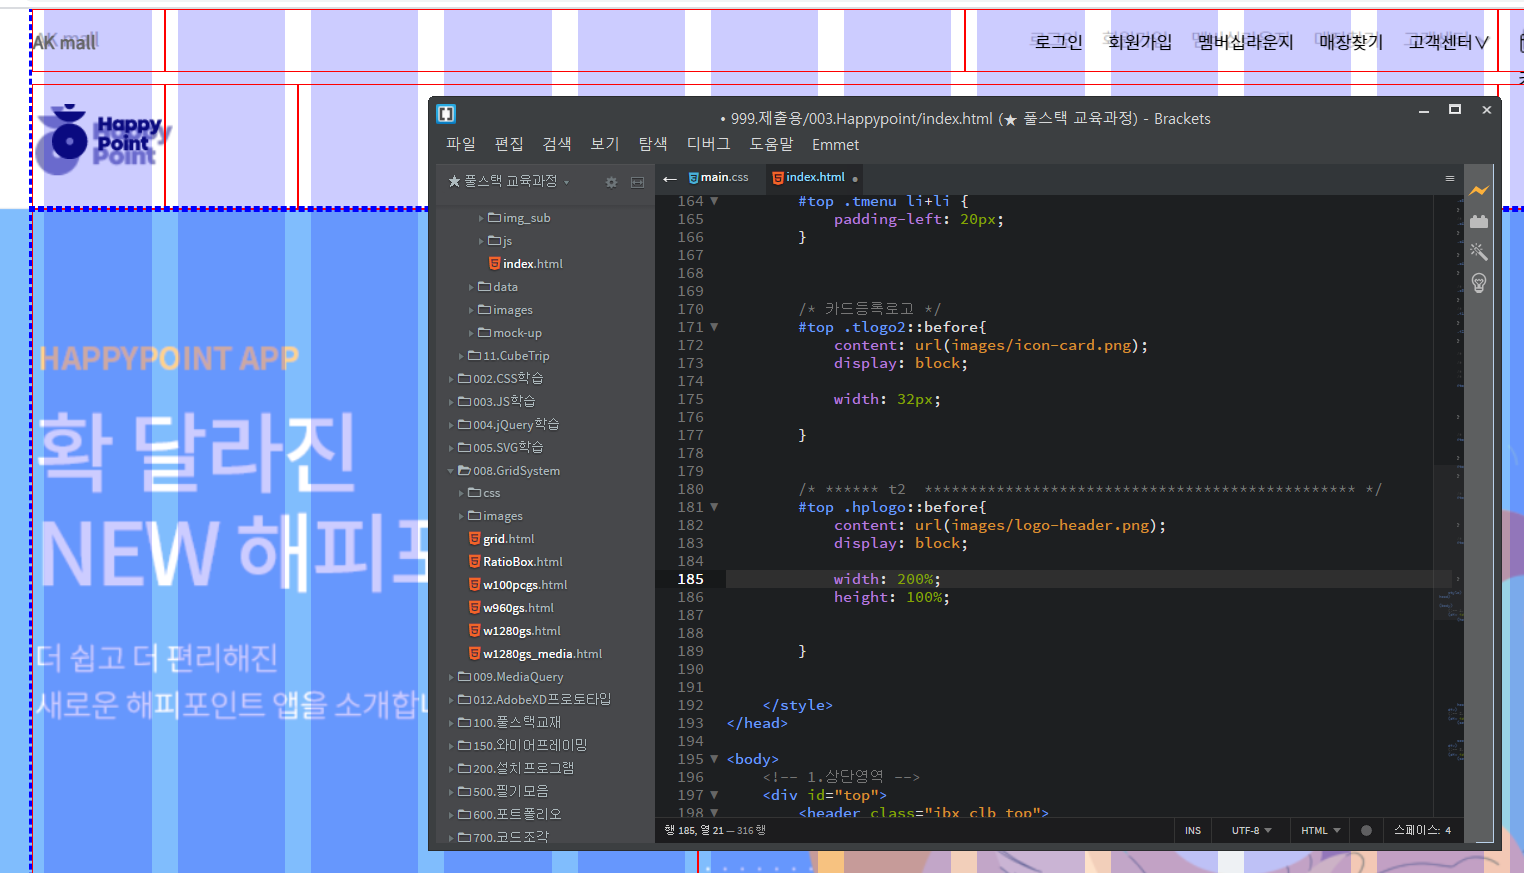 AK mall
로그인 회원가입 멤버십라운지 매장찾기 고객센터
Happy
Point
HAPPYPOINT APP
확 달라진
NEW 해피포
더 쉽고 더 편리해진
새로운 해피포인트 앱을 소개합니
• 999.제출용/003.Happypoint/index.html (★ 풀스택 교육과정) - Brackets
파일 편집 검색 보기 탐색 디버그 도움말 Emmet
★ 풀스택 교육과정
img_sub
js
index.html
data
images
mock-up
11.CubeTrip
002.CSS학습
003.JS학습
004.jQuery학습
005.SVG학습
008.GridSystem
css
images
grid.html
RatioBox.html
w100pcgs.html
w960gs.html
w1280gs.html
w1280gs_media.html
009.MediaQuery
012.AdobeXD프로토타입
100.풀스택교재
150.와이어프레이밍
200.설치프로그램
500.필기모음
600.포트폴리오
700.코드조각
main.css index.html
164 #top .tmenu li+li {
165 padding-left: 20px;
166 }
167
168
169
170 /* 카드등록로고 */
171 #top .tlogo2::before{
172 content: url(images/icon-card.png);
173 display: block;
174
175 width: 32px;
176
177 }
178
179
180 /* ****** t2 ************************************************ */
181 #top .hplogo::before{
182 content: url(images/logo-header.png);
183 display: block;
184
185 width: 200%;
186 height: 100%;
187
188
189 }
190
191
192 </style>
193 </head>
194
195 <body>
196 <!-- 1.상단영역 -->
197 <div id="top">
198 <header class="ibx clb top">
행 185, 열 21 — 316 행 INS UTF-8 HTML 스페이스: 4